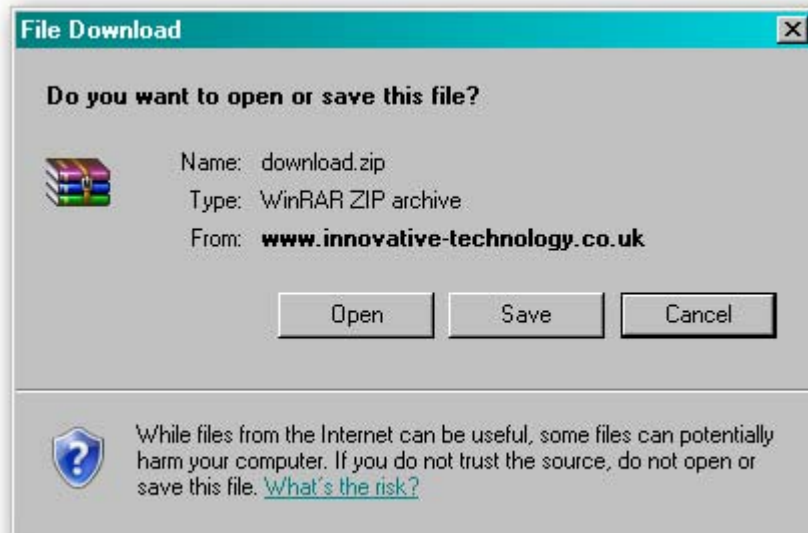 File Download
Do you want to open or save this file?
Name: download.zip
Type: WinRAR ZIP archive
From: www.innovative-technology.co.uk
Open Save Cancel
While files from the Internet can be useful, some files can potentially
harm your computer. If you do not trust the source, do not open or
save this file. What's the risk?